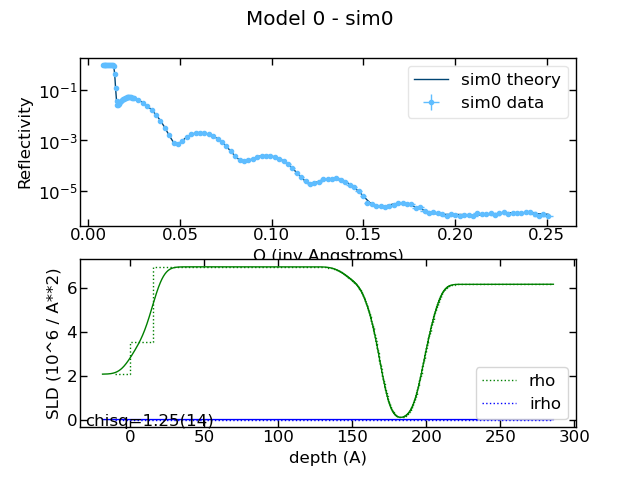 Model 0 - sim0
Reflectivity
10^−1
10^−3
10^−5
sim0 theory
sim0 data
0.00 0.05 0.10 0.15 0.20 0.25
Q (inv Angstroms)
SLD (10^6 / A**2)
6
4
2
0
rho
irho
chisq=1.25(14)
0 50 100 150 200 250 300
depth (A)